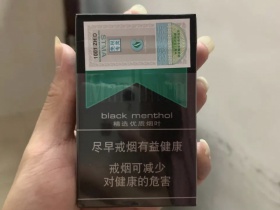 black menthol
精选优质烟叶
尽早戒烟有益健康
戒烟可减少
对健康的危害